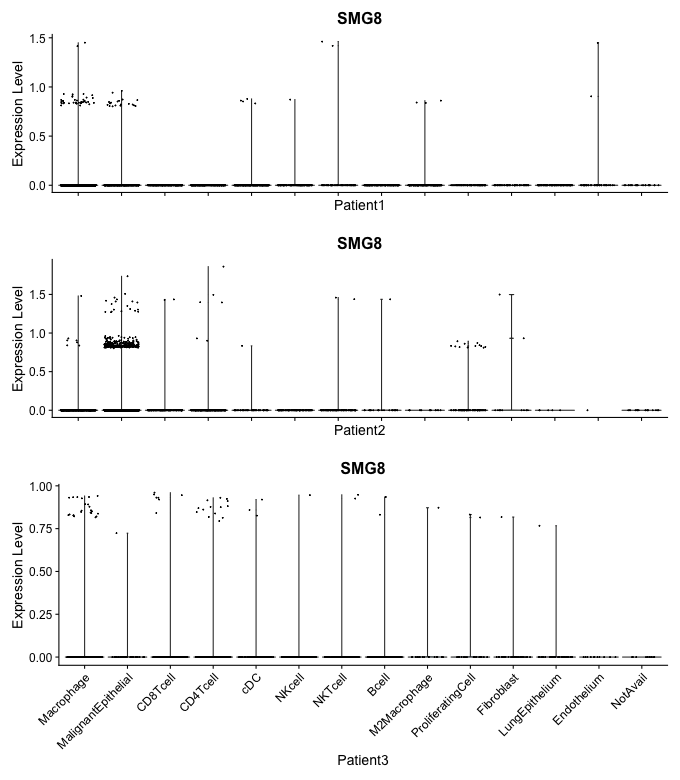 SMG8
Expression Level
1.5
1.0
0.5
0.0
Patient1
SMG8
Expression Level
1.5
1.0
0.5
0.0
Patient2
SMG8
Expression Level
1.00
0.75
0.50
0.25
0.00
Macrophage
MalignantEpithelial
CD8Tcell
CD4Tcell
cDC
NKcell
NKTcell
Bcell
M2Macrophage
ProliferatingCell
Fibroblast
LungEpithelium
Endothelium
NotAvail
Patient3